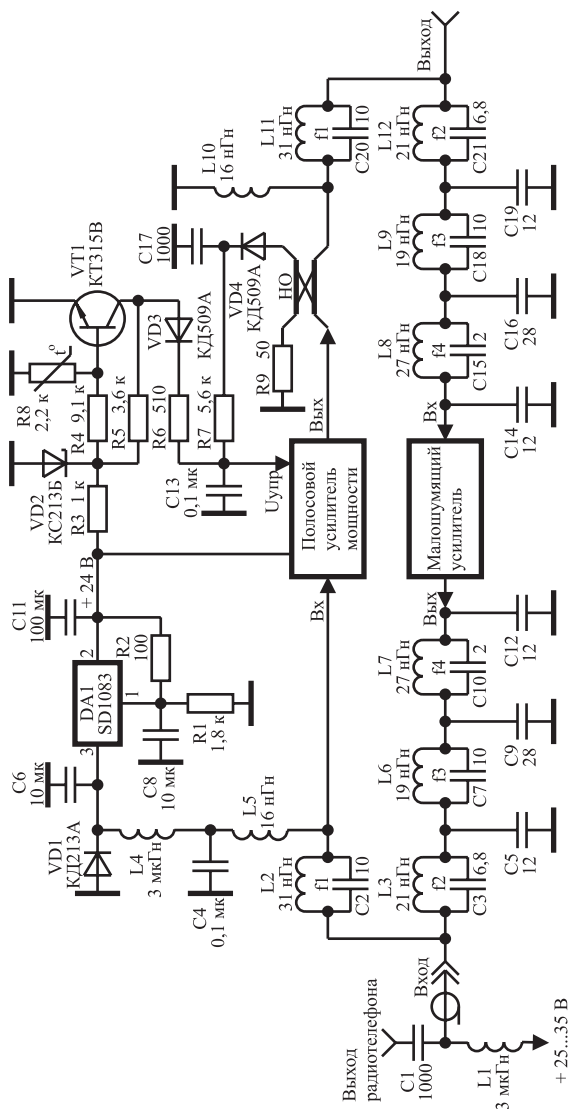 C6
10 мк
VD1
КД213А
DA1
SD1083
3
2
1
C11
100 мк
+ 24 В
R2
100
C8
10 мк
R1
1,8 к
L4
3 мкГн
C4
0,1 мк
L5
16 нГн
VD2
КС213Б
R3 1 к
R8
2,2 к
t°
R4 9,1 к
R5 3,6 к
R6 510
R7 5,6 к
VT1
КТ315В
VD3
КД509А
C17
1000
VD4
КД509А
C13
0,1 мк
Uупр
R9 50
НО
L10
16 нГн
L2
31 нГн
f1
C2 10
Вх
Полосовой
усилитель
мощности
Вых
L11
31 нГн
f1
C20 10
Выход
радиотелефона
C1
1000
L1
3 мкГн
+ 25...35 В
Вход
L3
21 нГн
f2
C3 6,8
C5
12
L6
19 нГн
f3
C7 10
C9
28
L7
27 нГн
f4
C10 2
C12
12
Вых
Малошумящий
усилитель
Вх
C14
12
L8
27 нГн
f4
C15 2
C16
28
L9
19 нГн
f3
C18 10
C19
12
L12
21 нГн
f2
C21 6,8
Выход